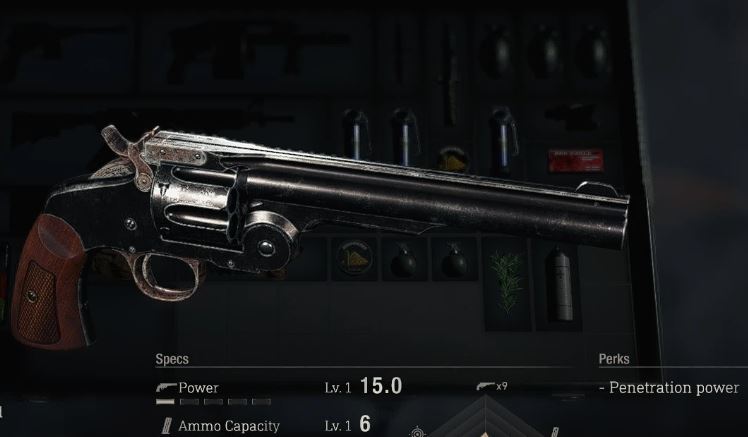 Specs
Perks
Power Lv. 1 15.0 x9
- Penetration power
Ammo Capacity Lv. 1 6